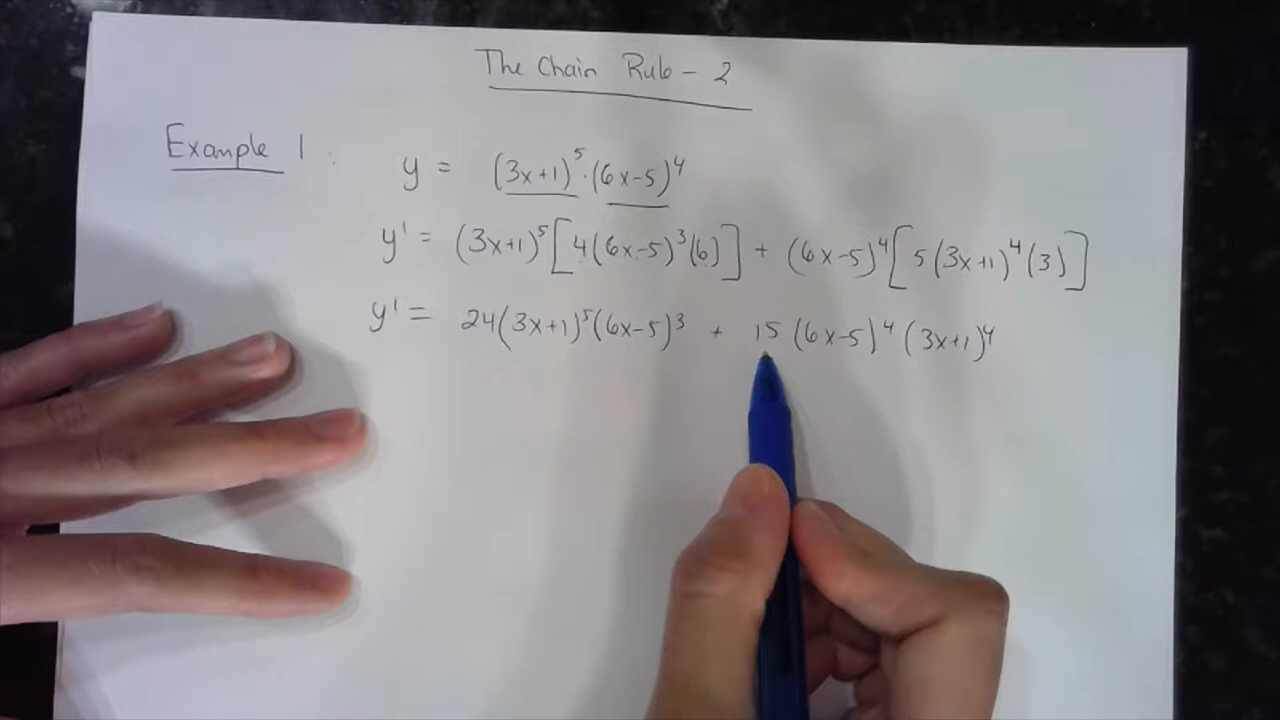 The Chain Rule - 2
Example 1 : y = (3x+1)⁵·(6x-5)⁴
y' = (3x+1)⁵[4(6x-5)³(6)] + (6x-5)⁴[5(3x+1)⁴(3)]
y' = 24(3x+1)⁵(6x-5)³ + 15(6x-5)⁴(3x+1)⁴